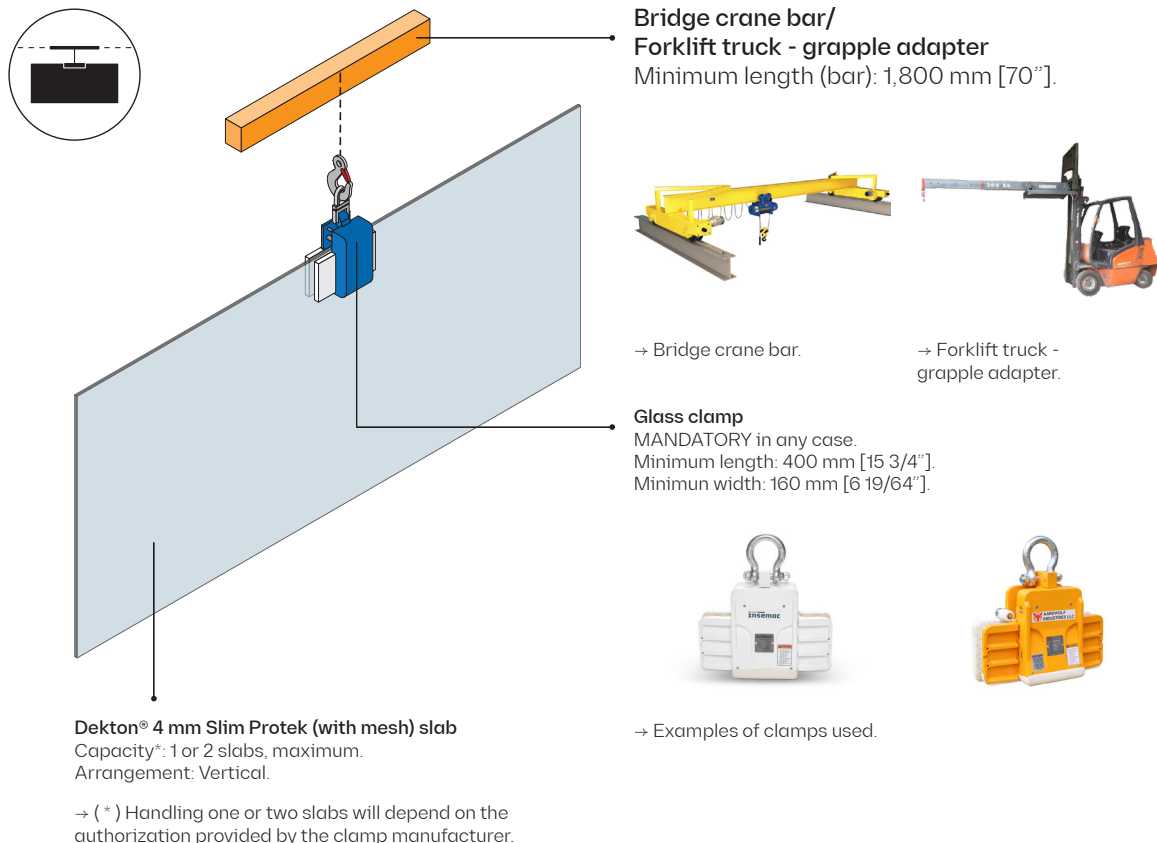 Bridge crane bar/
Forklift truck - grapple adapter
Minimum length (bar): 1,800 mm [70”].
→ Bridge crane bar.
→ Forklift truck -
grapple adapter.
Glass clamp
MANDATORY in any case.
Minimum length: 400 mm [15 3/4”].
Minimun width: 160 mm [6 19/64”].
insemac
AARDWOLF
INDUSTRIES LLC
→ Examples of clamps used.
Dekton® 4 mm Slim Protek (with mesh) slab
Capacity*: 1 or 2 slabs, maximum.
Arrangement: Vertical.
→ ( * ) Handling one or two slabs will depend on the
authorization provided by the clamp manufacturer.